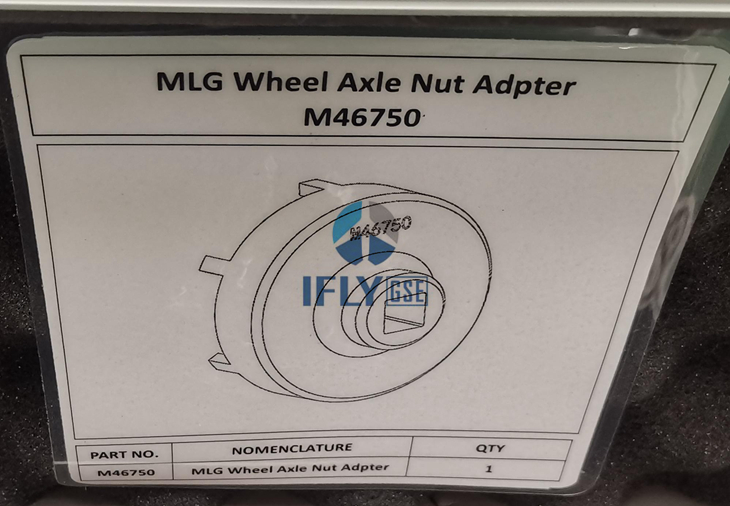 MLG Wheel Axle Nut Adpter
M46750
M46750
IFLY GSE
PART NO. NOMENCLATURE QTY
M46750 MLG Wheel Axle Nut Adpter 1